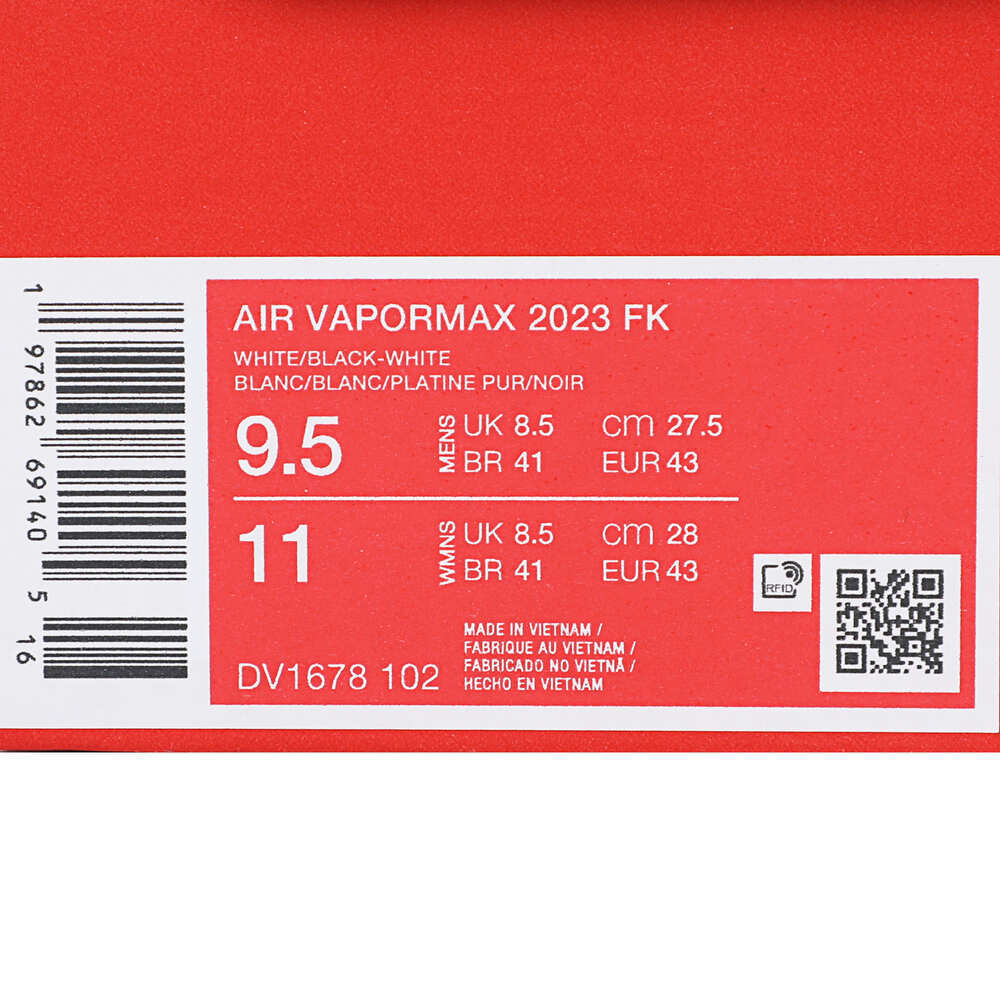 AIR VAPORMAX 2023 FK
WHITE/BLACK-WHITE
BLANC/BLANC/PLATINE PUR/NOIR
9.5 MENS UK 8.5 cm 27.5
BR 41 EUR 43
11 WMNS UK 8.5 cm 28
BR 41 EUR 43
MADE IN VIETNAM /
FABRIQUE AU VIETNAM /
FABRICADO NO VIETNÃ /
HECHO EN VIETNAM
DV1678 102
RFID
1 97862 69140 5 16